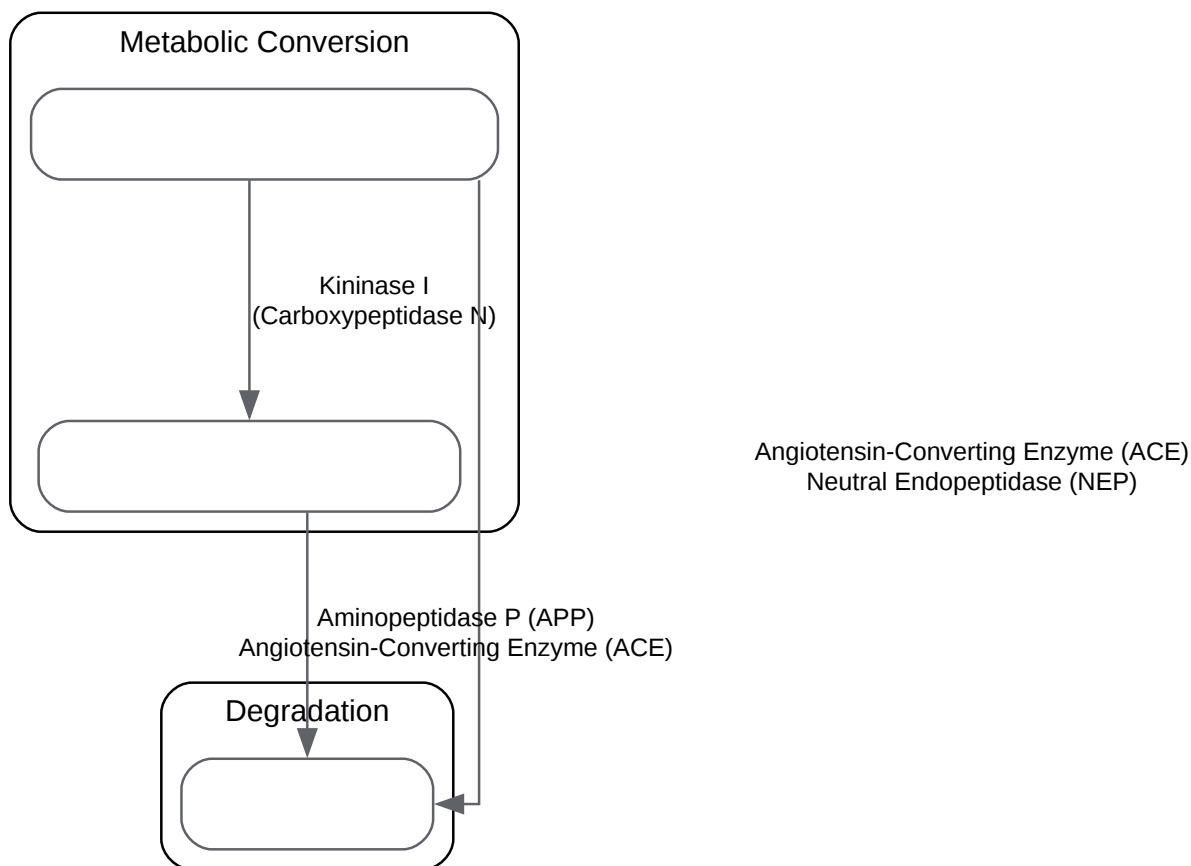 Metabolic Conversion
Kininase I
(Carboxypeptidase N)
Angiotensin-Converting Enzyme (ACE)
Neutral Endopeptidase (NEP)
Aminopeptidase P (APP)
Angiotensin-Converting Enzyme (ACE)
Degradation